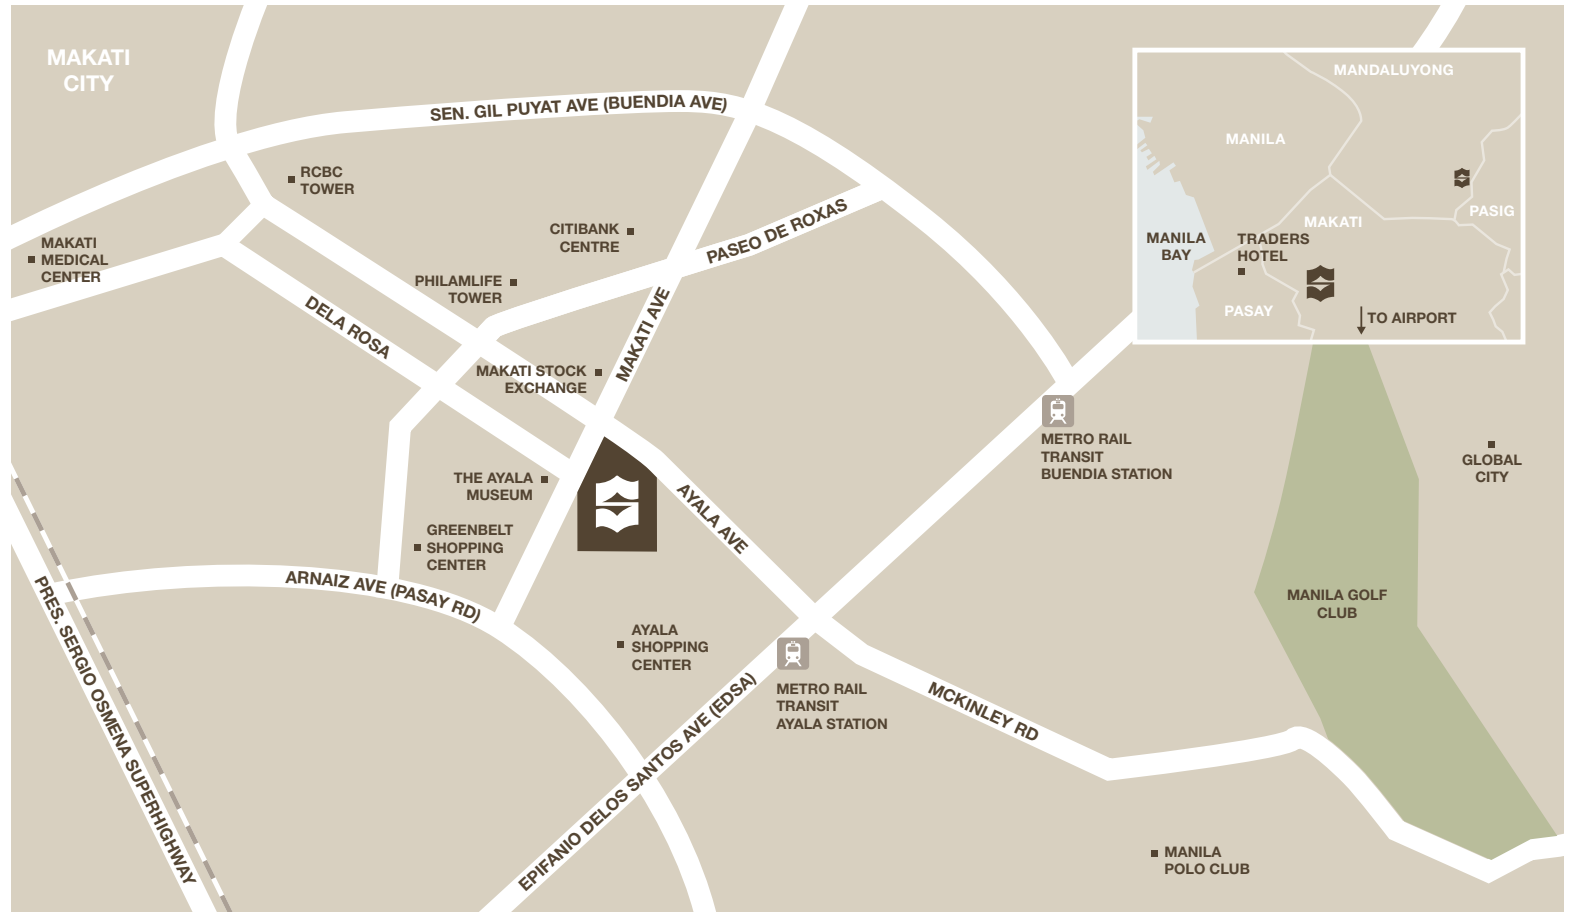 MAKATI
CITY
SEN. GIL PUYAT AVE (BUENDIA AVE)
RCBC
TOWER
CITIBANK
CENTRE
PASEO DE ROXAS
MAKATI
MEDICAL
CENTER
PHILAMLIFE
TOWER
DELA ROSA
MAKATI AVE
MAKATI STOCK
EXCHANGE
THE AYALA
MUSEUM
AYALA AVE
GREENBELT
SHOPPING
CENTER
ARNAIZ AVE (PASAY RD)
PRES. SERGIO OSMENA SUPERHIGHWAY
AYALA
SHOPPING
CENTER
EPIFANIO DELOS SANTOS AVE (EDSA)
METRO RAIL
TRANSIT
AYALA STATION
METRO RAIL
TRANSIT
BUENDIA STATION
MCKINLEY RD
MANILA
POLO CLUB
MANILA GOLF
CLUB
GLOBAL
CITY
MANDALUYONG
MANILA
PASIG
MAKATI
MANILA
BAY
TRADERS
HOTEL
PASAY
TO AIRPORT